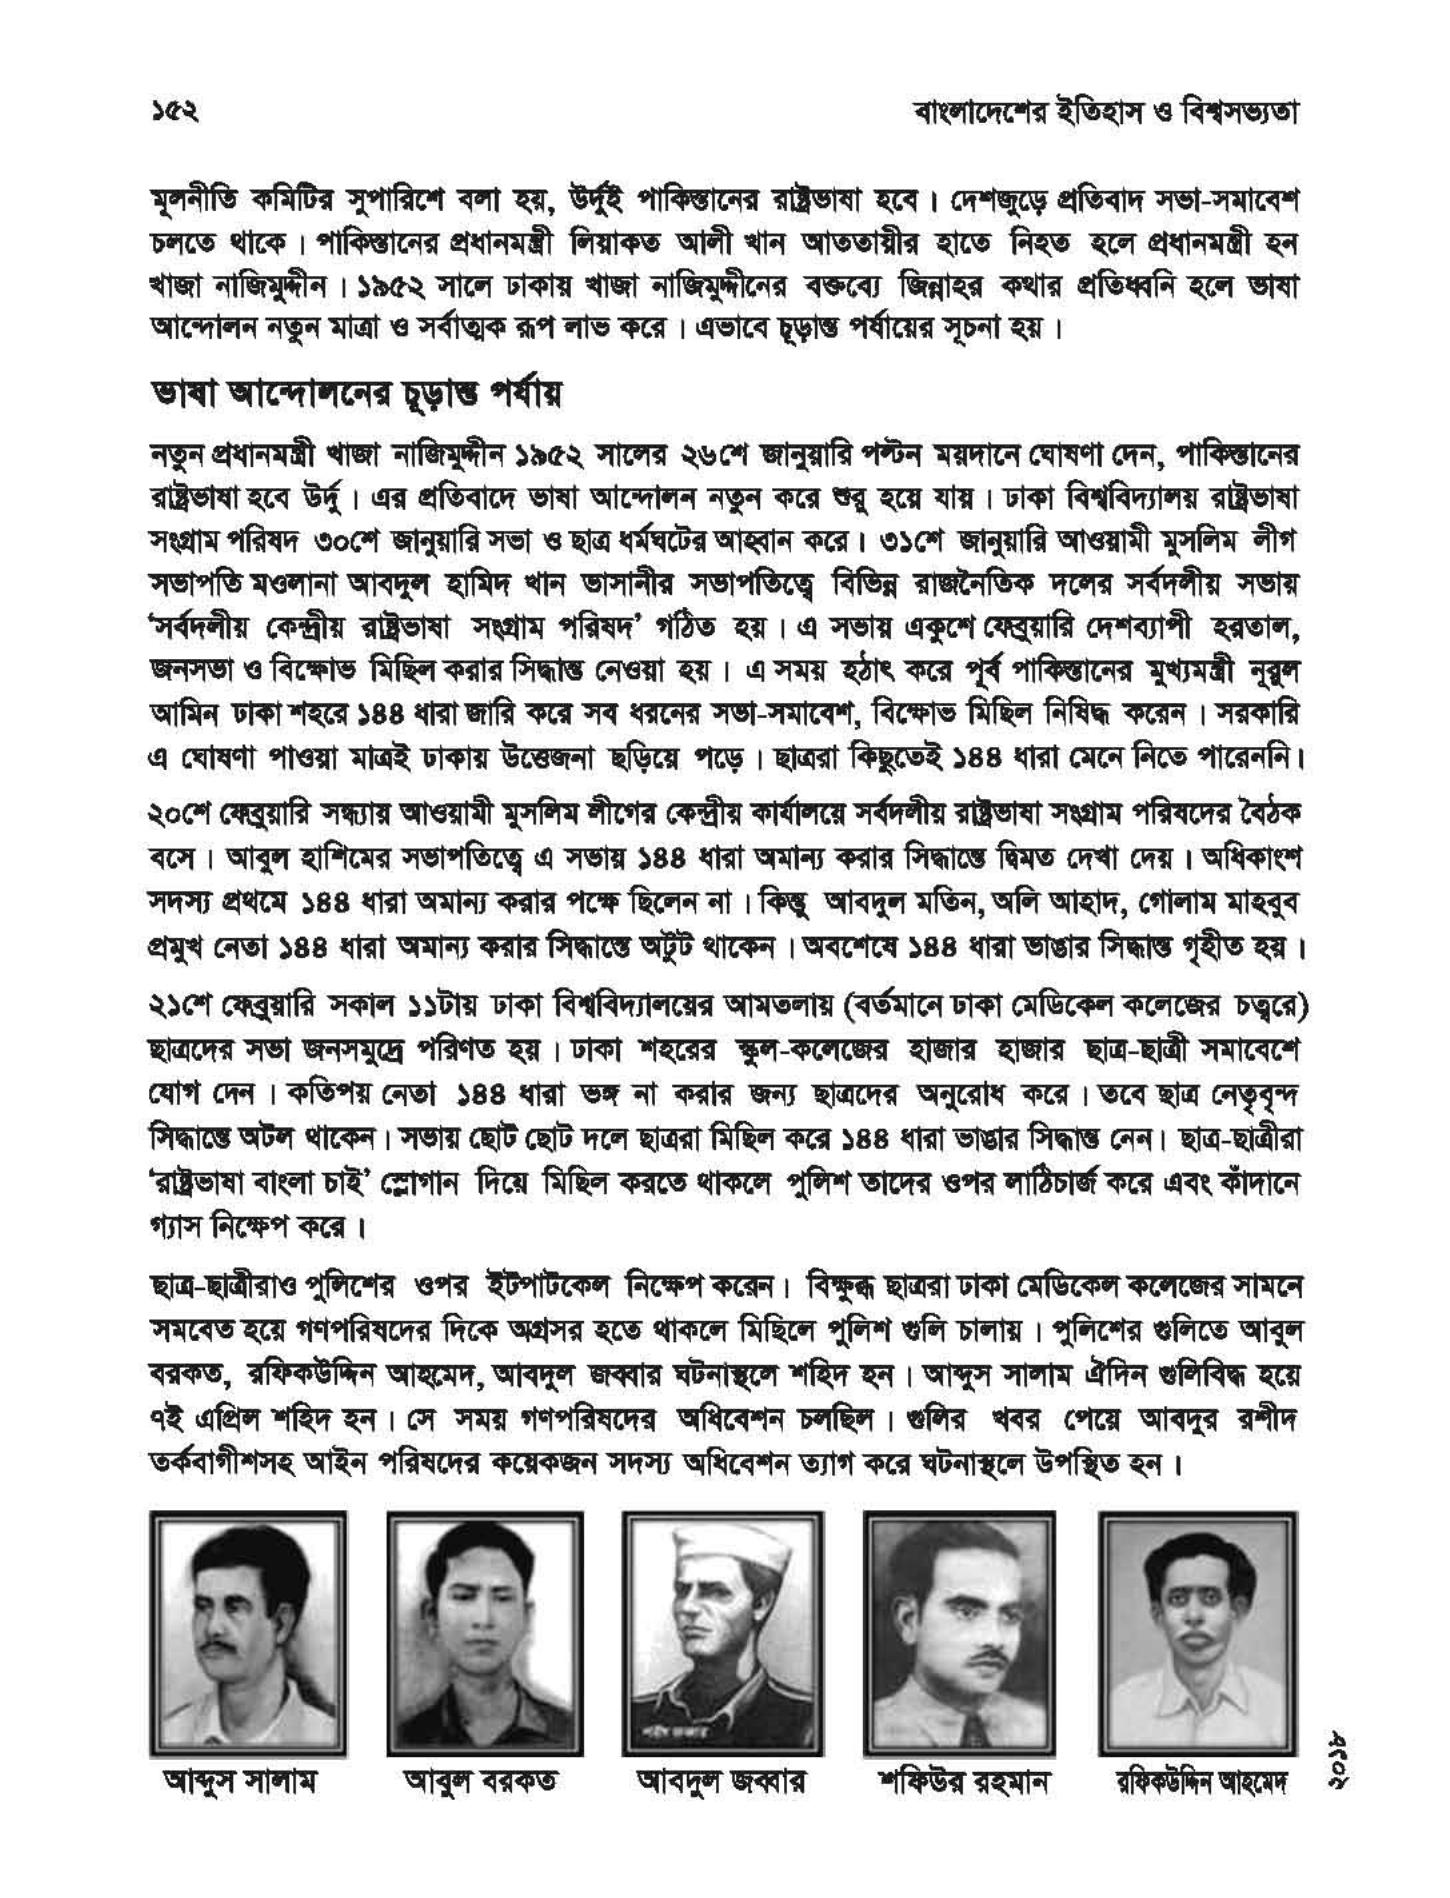 ১৫২
বাংলাদেশের ইতিহাস ও বিশ্বসভ্যতা
মূলনীতি কমিটির সুপারিশে বলা হয়, উর্দুই পাকিস্তানের রাষ্ট্রভাষা হবে। দেশজুড়ে প্রতিবাদ সভা-সমাবেশ
চলতে থাকে। পাকিস্তানের প্রধানমন্ত্রী লিয়াকত আলী খান আততায়ীর হাতে নিহত হলে প্রধানমন্ত্রী হন
খাজা নাজিমুদ্দীন। ১৯৫২ সালে ঢাকায় খাজা নাজিমুদ্দীনের বক্তব্যে জিন্নাহর কথার প্রতিধ্বনি হলে ভাষা
আন্দোলন নতুন মাত্রা ও সর্বাত্মক রূপ লাভ করে। এভাবে চূড়ান্ত পর্যায়ের সূচনা হয়।
ভাষা আন্দোলনের চূড়ান্ত পর্যায়
নতুন প্রধানমন্ত্রী খাজা নাজিমুদ্দীন ১৯৫২ সালের ২৬শে জানুয়ারি পল্টন ময়দানে ঘোষণা দেন, পাকিস্তানের
রাষ্ট্রভাষা হবে উর্দু। এর প্রতিবাদে ভাষা আন্দোলন নতুন করে শুরু হয়ে যায়। ঢাকা বিশ্ববিদ্যালয় রাষ্ট্রভাষা
সংগ্রাম পরিষদ ৩০শে জানুয়ারি সভা ও ছাত্র ধর্মঘটের আহ্বান করে। ৩১শে জানুয়ারি আওয়ামী মুসলিম লীগ
সভাপতি মওলানা আবদুল হামিদ খান ভাসানীর সভাপতিত্বে বিভিন্ন রাজনৈতিক দলের সর্বদলীয় সভায়
‘সর্বদলীয় কেন্দ্রীয় রাষ্ট্রভাষা সংগ্রাম পরিষদ’ গঠিত হয়। এ সভায় একুশে ফেব্রুয়ারি দেশব্যাপী হরতাল,
জনসভা ও বিক্ষোভ মিছিল করার সিদ্ধান্ত নেওয়া হয়। এ সময় হঠাৎ করে পূর্ব পাকিস্তানের মুখ্যমন্ত্রী নূরুল
আমিন ঢাকা শহরে ১৪৪ ধারা জারি করে সব ধরনের সভা-সমাবেশ, বিক্ষোভ মিছিল নিষিদ্ধ করেন। সরকারি
এ ঘোষণা পাওয়া মাত্রই ঢাকায় উত্তেজনা ছড়িয়ে পড়ে। ছাত্ররা কিছুতেই ১৪৪ ধারা মেনে নিতে পারেননি।
২০শে ফেব্রুয়ারি সন্ধ্যায় আওয়ামী মুসলিম লীগের কেন্দ্রীয় কার্যালয়ে সর্বদলীয় রাষ্ট্রভাষা সংগ্রাম পরিষদের বৈঠক
বসে। আবুল হাশিমের সভাপতিত্বে এ সভায় ১৪৪ ধারা অমান্য করার সিদ্ধান্তে দ্বিমত দেখা দেয়। অধিকাংশ
সদস্য প্রথমে ১৪৪ ধারা অমান্য করার পক্ষে ছিলেন না। কিন্তু আবদুল মতিন, অলি আহাদ, গোলাম মাহবুব
প্রমুখ নেতা ১৪৪ ধারা অমান্য করার সিদ্ধান্তে অটুট থাকেন। অবশেষে ১৪৪ ধারা ভাঙার সিদ্ধান্ত গৃহীত হয়।
২১শে ফেব্রুয়ারি সকাল ১১টায় ঢাকা বিশ্ববিদ্যালয়ের আমতলায় (বর্তমানে ঢাকা মেডিকেল কলেজের চত্বরে)
ছাত্রদের সভা জনসমুদ্রে পরিণত হয়। ঢাকা শহরের স্কুল-কলেজের হাজার হাজার ছাত্র-ছাত্রী সমাবেশে
যোগ দেন। কতিপয় নেতা ১৪৪ ধারা ভঙ্গ না করার জন্য ছাত্রদের অনুরোধ করে। তবে ছাত্র নেতৃবৃন্দ
সিদ্ধান্তে অটল থাকেন। সভায় ছোট ছোট দলে ছাত্ররা মিছিল করে ১৪৪ ধারা ভাঙার সিদ্ধান্ত নেন। ছাত্র-ছাত্রীরা
‘রাষ্ট্রভাষা বাংলা চাই’ স্লোগান দিয়ে মিছিল করতে থাকলে পুলিশ তাদের ওপর লাঠিচার্জ করে এবং কাঁদানে
গ্যাস নিক্ষেপ করে।
ছাত্র-ছাত্রীরাও পুলিশের ওপর ইটপাটকেল নিক্ষেপ করেন। বিক্ষুব্ধ ছাত্ররা ঢাকা মেডিকেল কলেজের সামনে
সমবেত হয়ে গণপরিষদের দিকে অগ্রসর হতে থাকলে মিছিলে পুলিশ গুলি চালায়। পুলিশের গুলিতে আবুল
বরকত, রফিকউদ্দিন আহমেদ, আবদুল জব্বার ঘটনাস্থলে শহিদ হন। আব্দুস সালাম ঐদিন গুলিবিদ্ধ হয়ে
৭ই এপ্রিল শহিদ হন। সে সময় গণপরিষদের অধিবেশন চলছিল। গুলির খবর পেয়ে আবদুর রশীদ
তর্কবাগীশসহ আইন পরিষদের কয়েকজন সদস্য অধিবেশন ত্যাগ করে ঘটনাস্থলে উপস্থিত হন।
আব্দুস সালাম
আবুল বরকত
আবদুল জব্বার
শফিউর রহমান
রফিকউদ্দিন আহমেদ
২০১৮